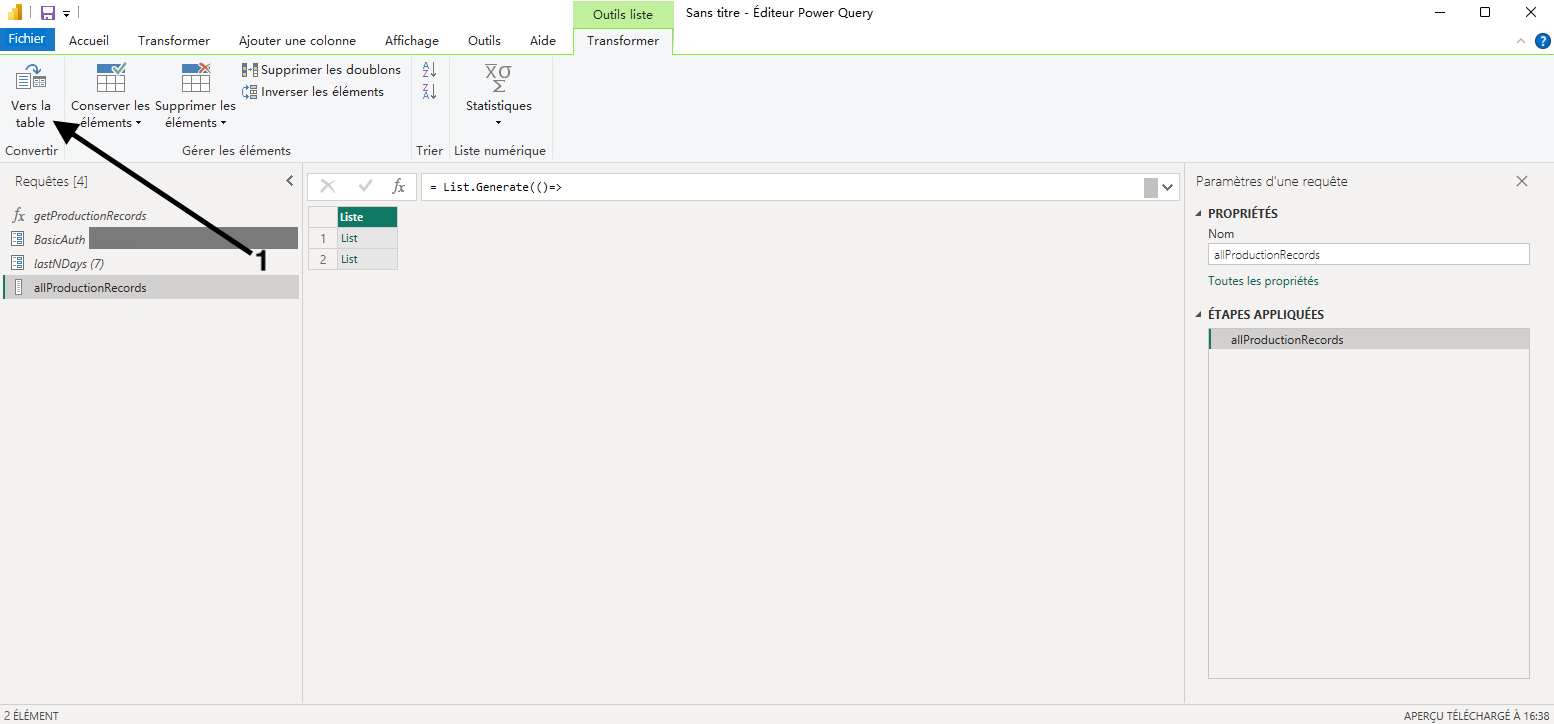 Outils liste
Sans titre - Éditeur Power Query
Fichier
Accueil
Transformer
Ajouter une colonne
Affichage
Outils
Aide
Transformer
?
Vers la
table
Conserver les
éléments
Supprimer les
éléments
Supprimer les doublons
Inverser les éléments
A
Z
Z
A
Statistiques
Convertir
Gérer les éléments
Trier
Liste numérique
Requêtes [4]
fx
= List.Generate(()=>
Paramètres d'une requête
fx getProductionRecords
BasicAuth
lastNDays (7)
allProductionRecords
1
Liste
1 List
2 List
PROPRIÉTÉS
Nom
allProductionRecords
Toutes les propriétés
ÉTAPES APPLIQUÉES
allProductionRecords
2 ÉLÉMENT
APERÇU TÉLÉCHARGÉ À 16:38